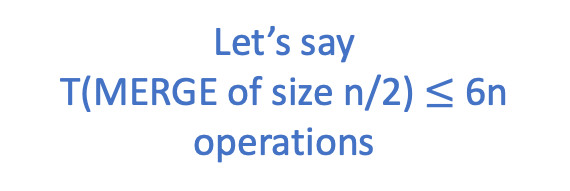 Let’s say
T(MERGE of size n/2) ≤ 6n
operations